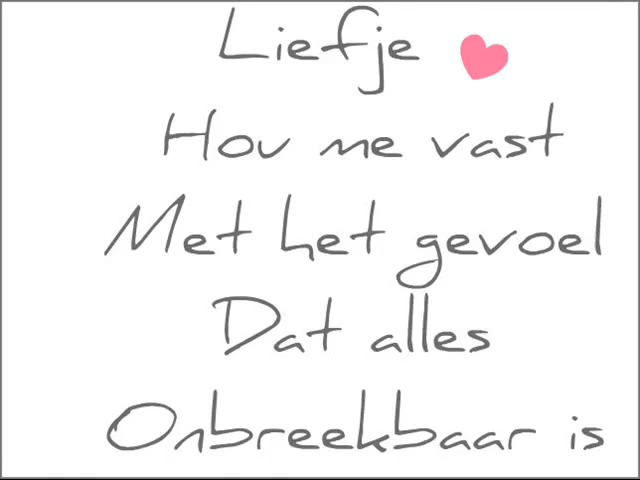 Liefje
Hou me vast
Met het gevoel
Dat alles
Onbreekbaar is